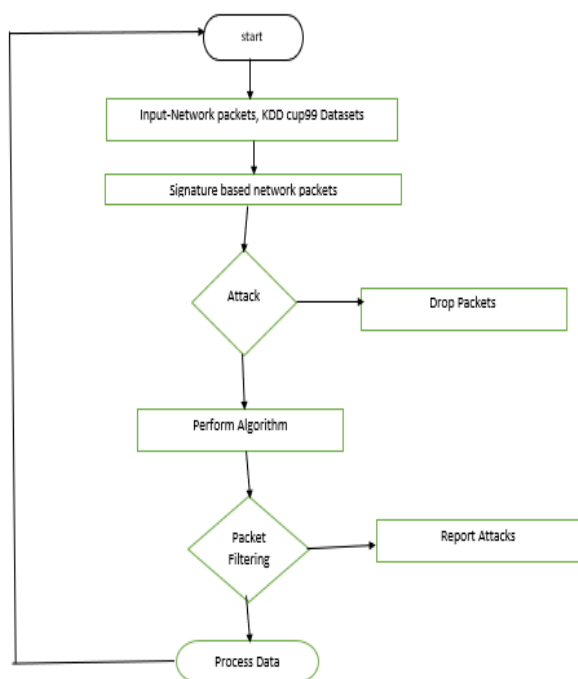 start
Input-Network packets, KDD cup99 Datasets
Signature based network packets
Attack
Drop Packets
Perform Algorithm
Packet
Filtering
Report Attacks
Process Data